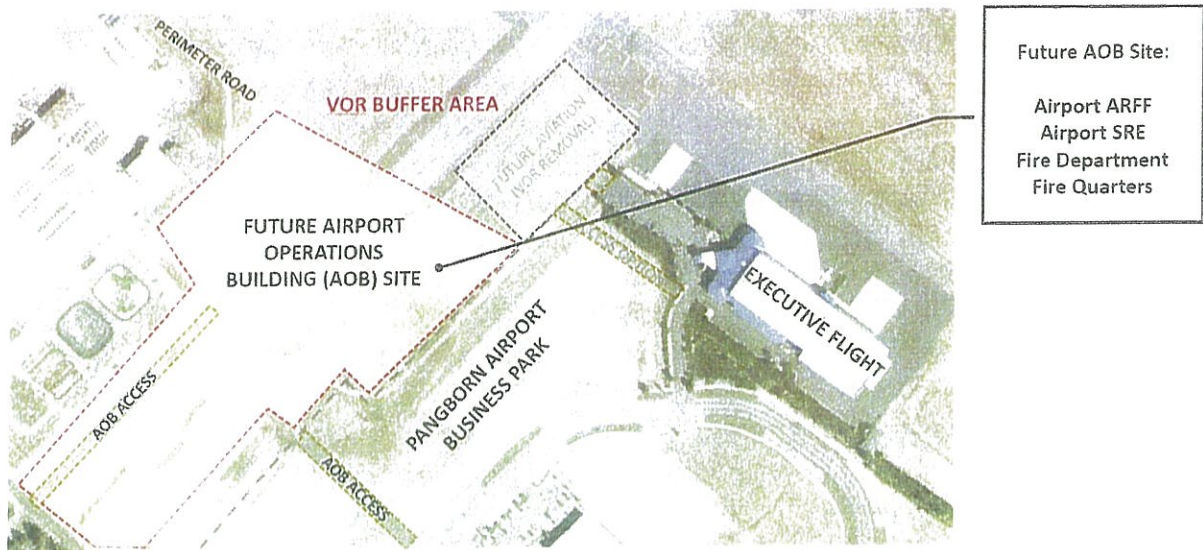 PERIMETER ROAD
VOR BUFFER AREA
FUTURE AVIATION
(VOR REMOVAL)
FUTURE AIRPORT
OPERATIONS
BUILDING (AOB) SITE
EXECUTIVE FLIGHT
PANGBORN AIRPORT
BUSINESS PARK
AOB ACCESS
AOB ACCESS
Future AOB Site:
Airport ARFF
Airport SRE
Fire Department
Fire Quarters